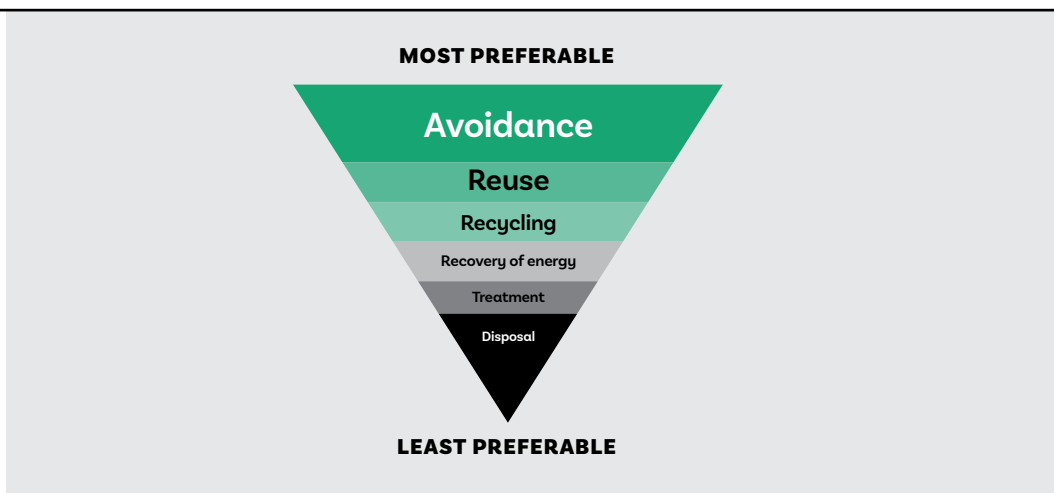 MOST PREFERABLE
Avoidance
Reuse
Recycling
Recovery of energy
Treatment
Disposal
LEAST PREFERABLE